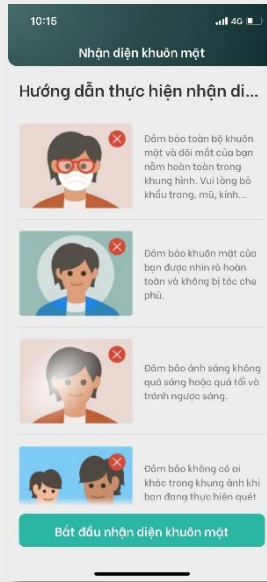 10:15
4G
Nhận diện khuôn mặt
Hướng dẫn thực hiện nhận di...
Đảm bảo toàn bộ khuôn
mặt và đôi mắt của bạn
nằm hoàn toàn trong
khung hình. Vui lòng bỏ
khẩu trang, mũ, kính...
Đảm bảo khuôn mặt của
bạn được nhìn rõ hoàn
toàn và không bị tóc che
phủ.
Đảm bảo ánh sáng không
quá sáng hoặc quá tối và
tránh ngược sáng.
Đảm bảo không có ai
khác trong khung ảnh khi
bạn đang thực hiện quét
Bắt đầu nhận diện khuôn mặt